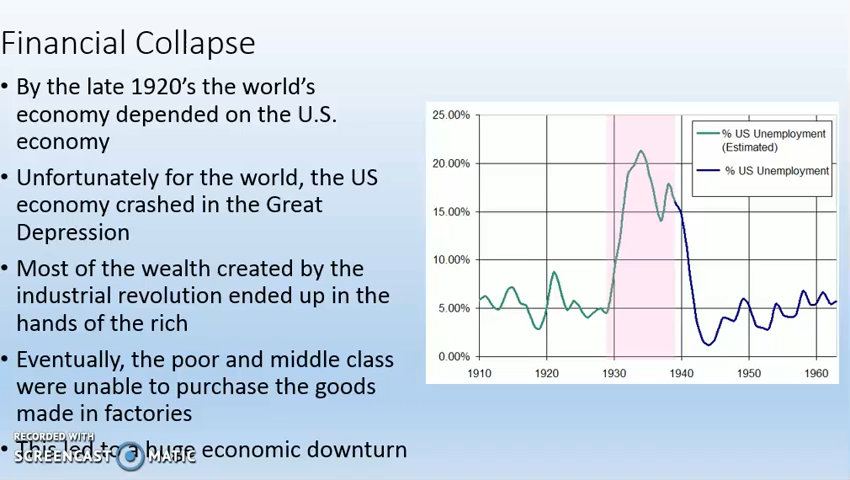 Financial Collapse
• By the late 1920's the world's
economy depended on the U.S.
economy
• Unfortunately for the world, the US
economy crashed in the Great
Depression
• Most of the wealth created by the
industrial revolution ended up in the
hands of the rich
• Eventually, the poor and middle class
were unable to purchase the goods
made in factories
• This led to a huge economic downturn
RECORDED WITH
SCREENCAST MATIC
25.00%
20.00%
15.00%
10.00%
5.00%
0.00%
1910 1920 1930 1940 1950 1960
% US Unemployment
(Estimated)
% US Unemployment